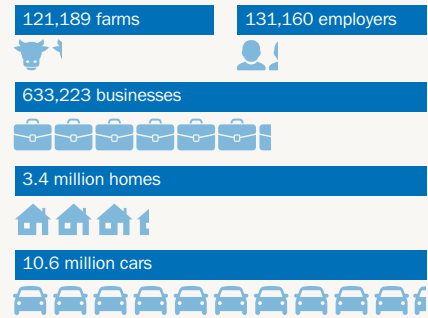 121,189 farms
131,160 employers
633,223 businesses
3.4 million homes
10.6 million cars